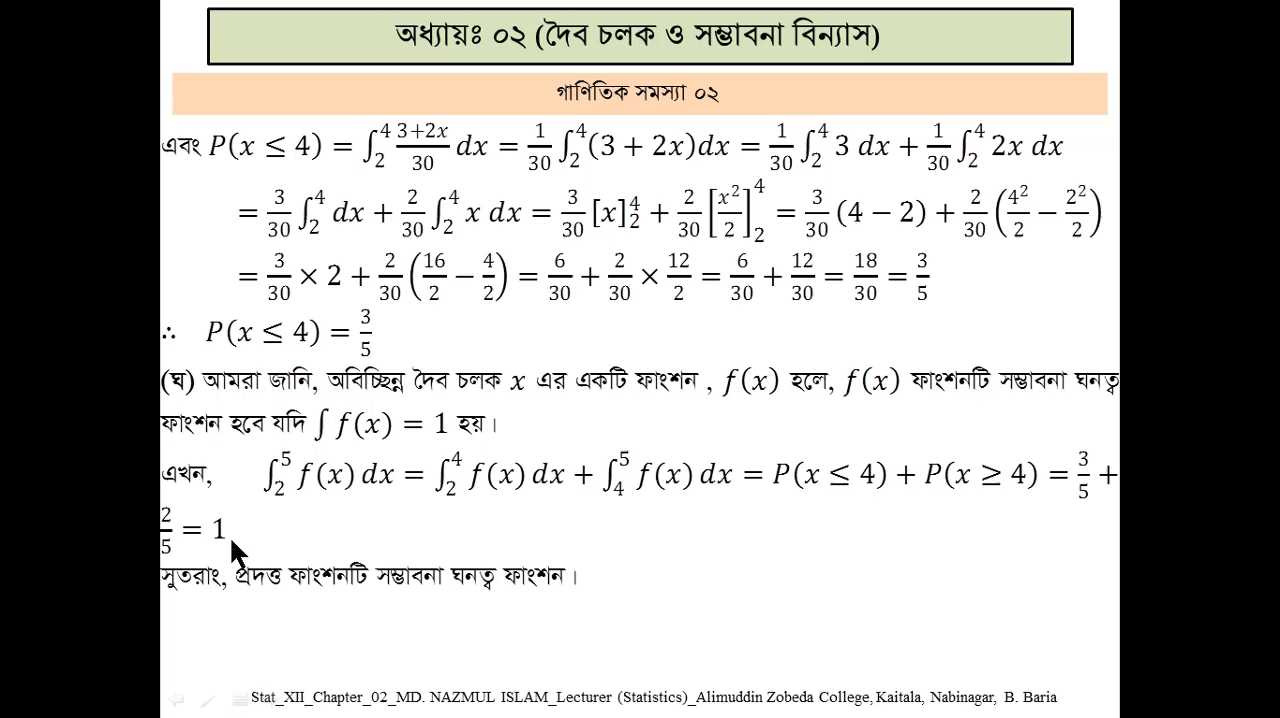 অধ্যায়ঃ ০২ (দৈব চলক ও সম্ভাবনা বিন্যাস)
গাণিতিক সমস্যা ০২
এবং P(x ≤ 4) = ∫₂⁴ (3+2x)/30 dx = 1/30 ∫₂⁴ (3 + 2x)dx = 1/30 ∫₂⁴ 3 dx + 1/30 ∫₂⁴ 2x dx
= 3/30 ∫₂⁴ dx + 2/30 ∫₂⁴ x dx = 3/30 [x]₂⁴ + 2/30 [x²/2]₂⁴ = 3/30 (4 − 2) + 2/30 (4²/2 − 2²/2)
= 3/30 × 2 + 2/30 (16/2 − 4/2) = 6/30 + 2/30 × 12/2 = 6/30 + 12/30 = 18/30 = 3/5
∴ P(x ≤ 4) = 3/5
(ঘ) আমরা জানি, অবিচ্ছিন্ন দৈব চলক x এর একটি ফাংশন , f(x) হলে, f(x) ফাংশনটি সম্ভাবনা ঘনত্ব
ফাংশন হবে যদি ∫ f(x) = 1 হয়।
এখন, ∫₂⁵ f(x) dx = ∫₂⁴ f(x) dx + ∫₄⁵ f(x) dx = P(x ≤ 4) + P(x ≥ 4) = 3/5 +
2/5 = 1
সুতরাং, প্রদত্ত ফাংশনটি সম্ভাবনা ঘনত্ব ফাংশন।
Stat_XII_Chapter_02_MD. NAZMUL ISLAM_Lecturer (Statistics)_Alimuddin Zobeda College, Kaitala, Nabinagar, B. Baria